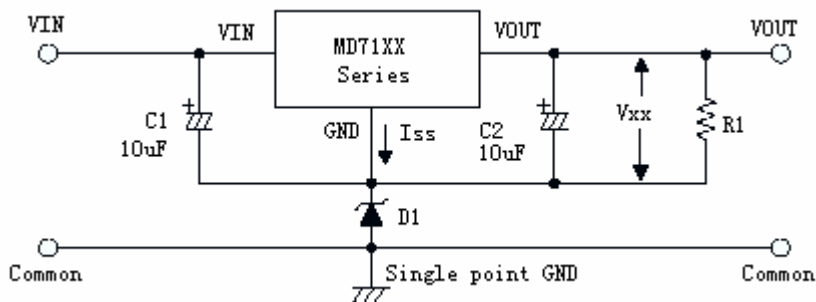 VIN
VIN
MD71XX
Series
VOUT
VOUT
C1
10uF
GND
Iss
C2
10uF
Vxx
R1
D1
Common
Single point GND
Common